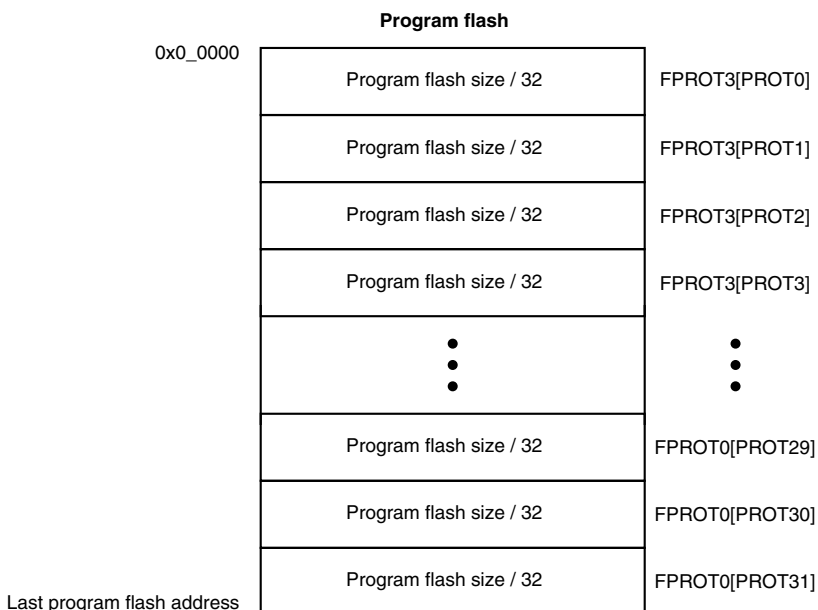 Program flash
0x0_0000
Program flash size / 32 FPROT3[PROT0]
Program flash size / 32 FPROT3[PROT1]
Program flash size / 32 FPROT3[PROT2]
Program flash size / 32 FPROT3[PROT3]
Program flash size / 32 FPROT0[PROT29]
Program flash size / 32 FPROT0[PROT30]
Program flash size / 32 FPROT0[PROT31]
Last program flash address